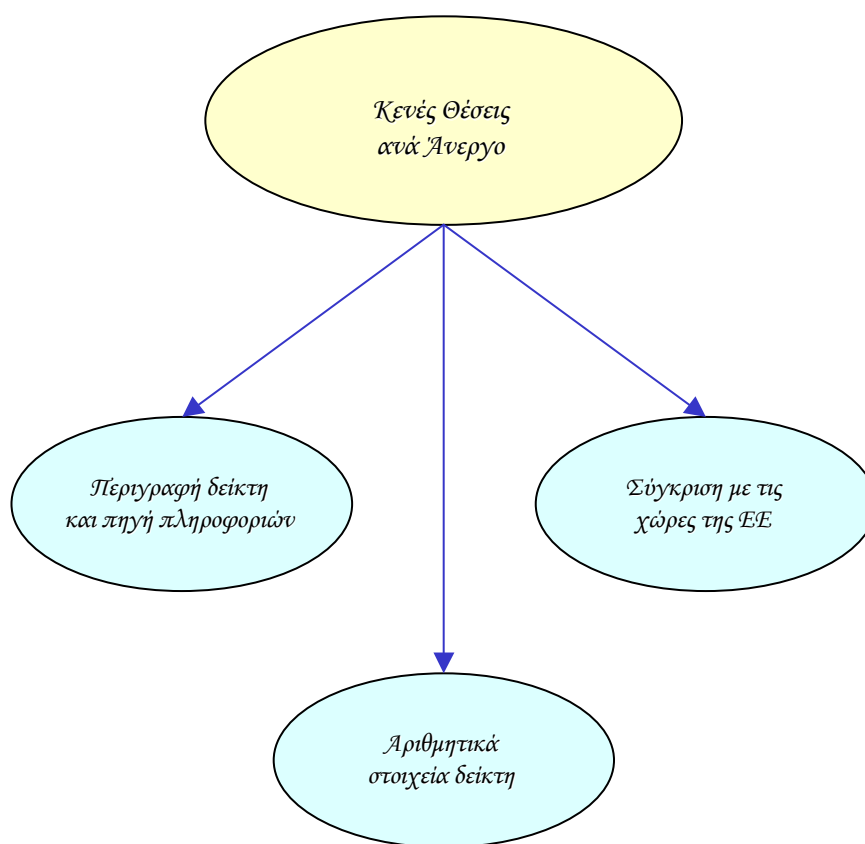 Κενές Θέσεις
ανά Άνεργο
Περιγραφή δείκτη
και πηγή πληροφοριών
Σύγκριση με τις
χώρες της ΕΕ
Αριθμητικά
στοιχεία δείκτη